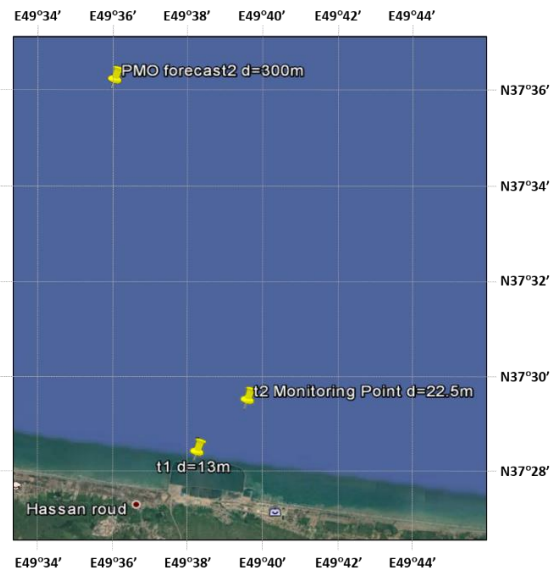 E49°34’ E49°36’ E49°38’ E49°40’ E49°42’ E49°44’
PMO forecast2 d=300m
N37°36’
N37°34’
N37°32’
N37°30’
t2 Monitoring Point d=22.5m
t1 d=13m
N37°28’
Hassan roud
E49°34’ E49°36’ E49°38’ E49°40’ E49°42’ E49°44’